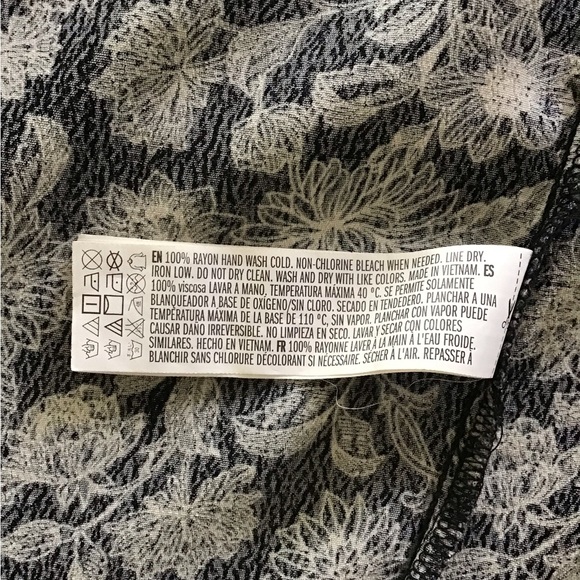 EN 100% RAYON HAND WASH COLD. NON-CHLORINE BLEACH WHEN NEEDED. LINE DRY.
IRON LOW. DO NOT DRY CLEAN. WASH AND DRY WITH LIKE COLORS. MADE IN VIETNAM. ES
100% viscosa LAVAR A MANO, TEMPERATURA MÁXIMA 40 °C. SE PERMITE SOLAMENTE
BLANQUEADOR A BASE DE OXÍGENO/SIN CLORO. SECADO EN TENDEDERO. PLANCHAR A UNA
TEMPERATURA MÁXIMA DE LA BASE DE 110 °C, SIN VAPOR. PLANCHAR CON VAPOR PUEDE
CAUSAR DAÑO IRREVERSIBLE. NO LIMPIEZA EN SECO. LAVAR Y SECAR CON COLORES
SIMILARES. HECHO EN VIETNAM. FR 100% RAYONNE LAVER À LA MAIN À L'EAU FROIDE.
BLANCHIR SANS CHLORURE DÉCOLORANT SI NÉCESSAIRE. SÉCHER À L'AIR. REPASSER À